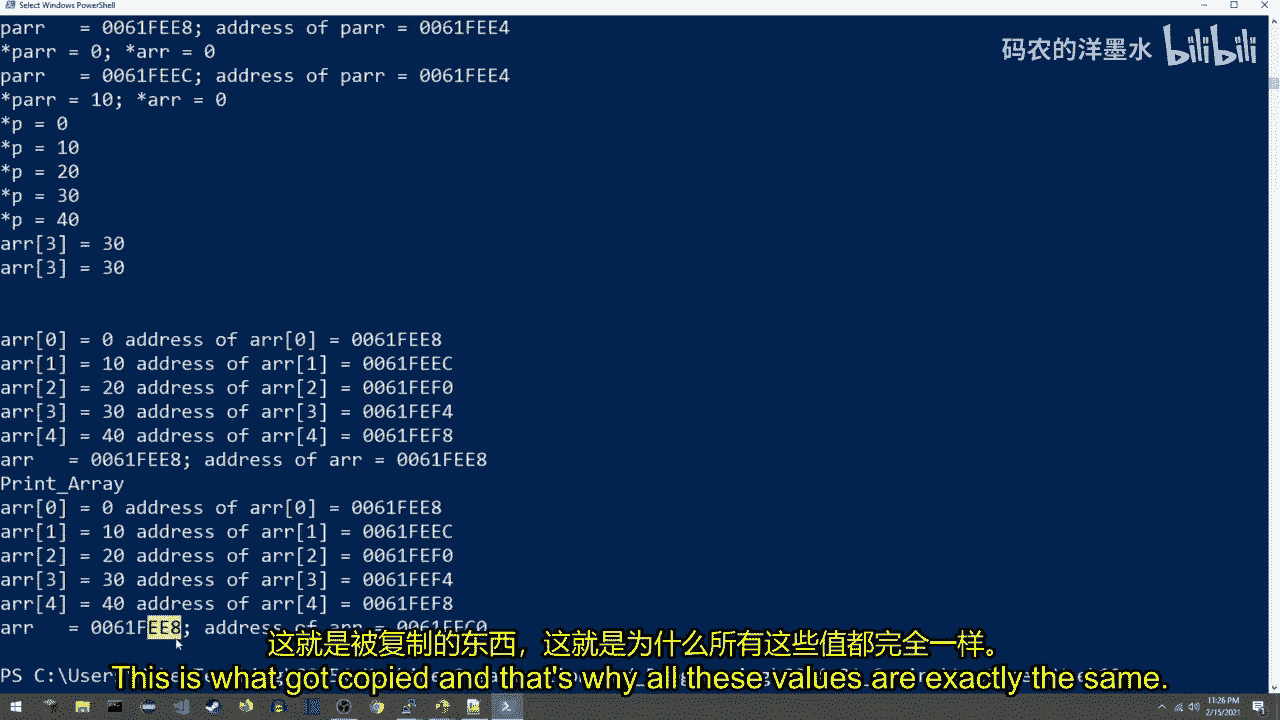 Select Windows PowerShell
parr   = 0061FEE8; address of parr = 0061FEE4
*parr = 0; *arr = 0
parr   = 0061FEEC; address of parr = 0061FEE4
*parr = 10; *arr = 0
*p = 0
*p = 10
*p = 20
*p = 30
*p = 40
arr[3] = 30
arr[3] = 30
码农的洋墨水 bilibili
arr[0] = 0 address of arr[0] = 0061FEE8
arr[1] = 10 address of arr[1] = 0061FEEC
arr[2] = 20 address of arr[2] = 0061FEF0
arr[3] = 30 address of arr[3] = 0061FEF4
arr[4] = 40 address of arr[4] = 0061FEF8
arr   = 0061FEE8; address of arr = 0061FEE8
Print_Array
arr[0] = 0 address of arr[0] = 0061FEE8
arr[1] = 10 address of arr[1] = 0061FEEC
arr[2] = 20 address of arr[2] = 0061FEF0
arr[3] = 30 address of arr[3] = 0061FEF4
arr[4] = 40 address of arr[4] = 0061FEF8
arr   = 0061FEE8; address of arr = 0061FEC0
这就是被复制的东西，这就是为什么所有这些值都完全一样。
PS C:\User
This is what got copied and that's why all these values are exactly the same.
11:26 PM
2/15/2021